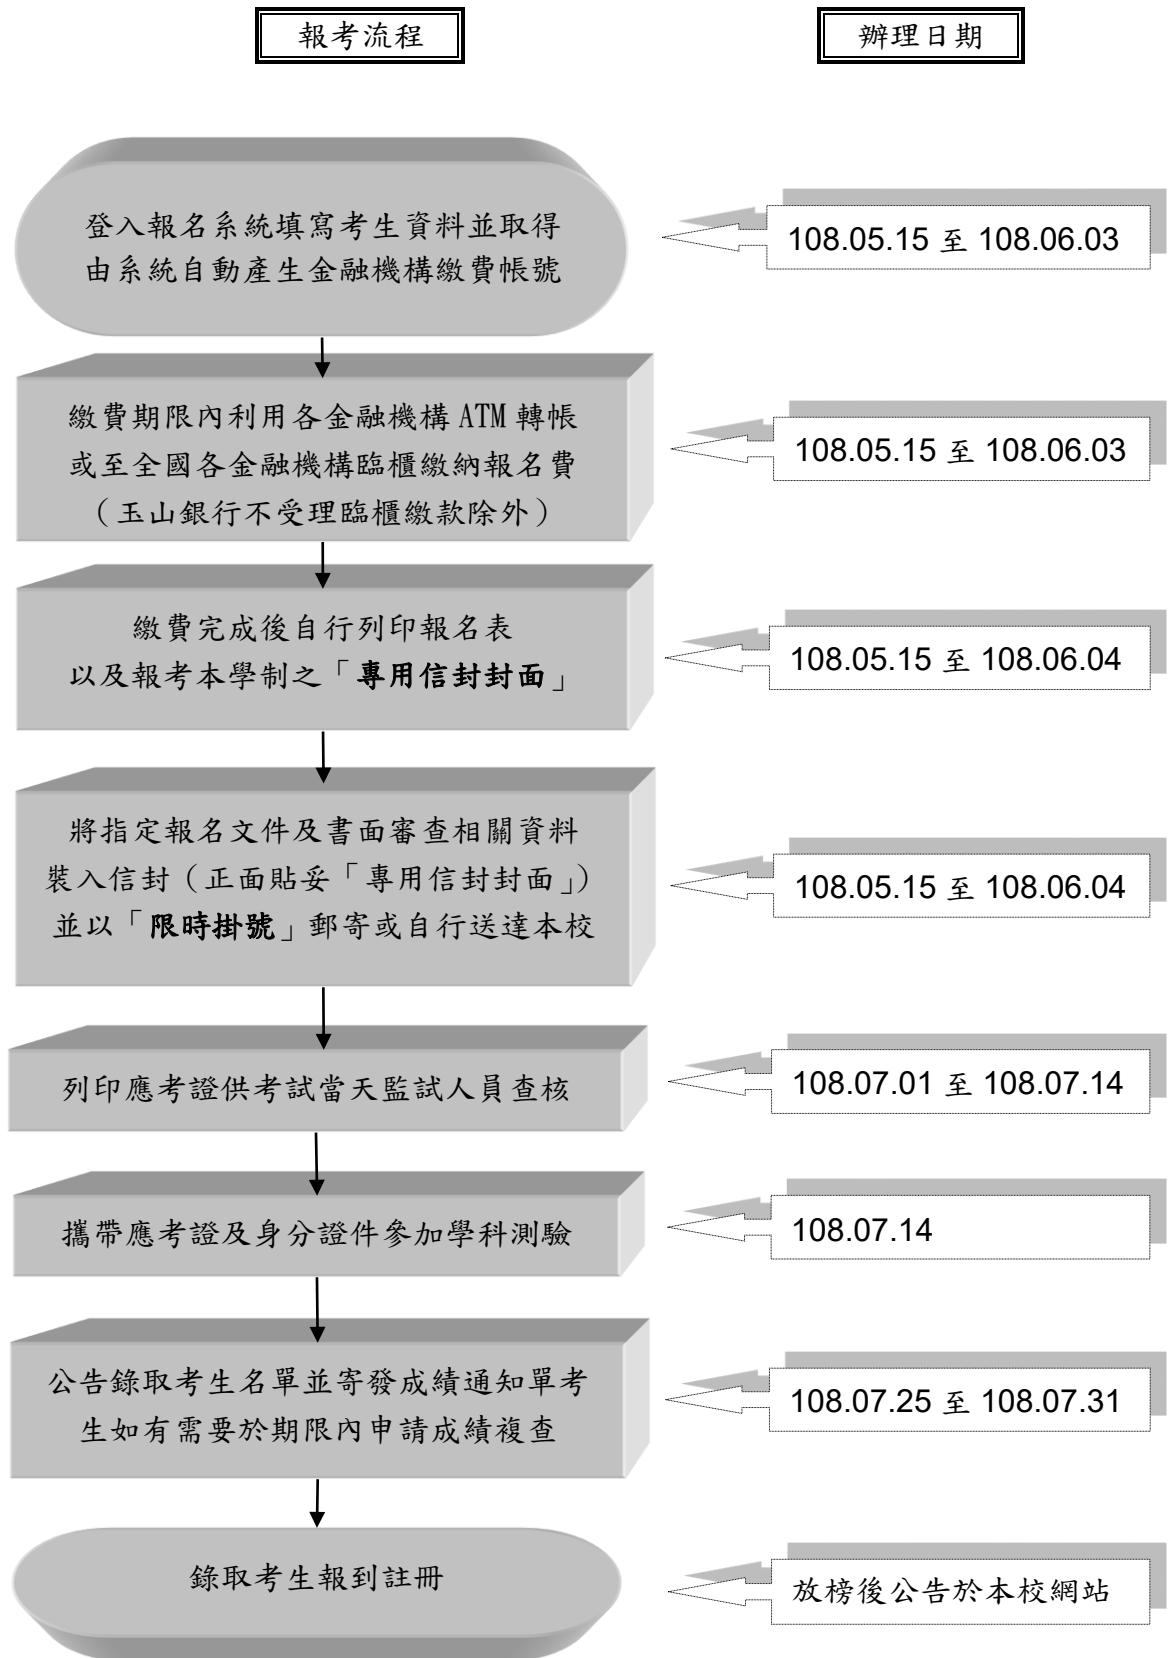 報考流程
辦理日期
登入報名系統填寫考生資料並取得
由系統自動產生金融機構繳費帳號
108.05.15 至 108.06.03
繳費期限內利用各金融機構 ATM 轉帳
或至全國各金融機構臨櫃繳納報名費
（玉山銀行不受理臨櫃繳款除外）
108.05.15 至 108.06.03
繳費完成後自行列印報名表
以及報考本學制之「專用信封封面」
108.05.15 至 108.06.04
將指定報名文件及書面審查相關資料
裝入信封（正面貼妥「專用信封封面」）
並以「限時掛號」郵寄或自行送達本校
108.05.15 至 108.06.04
列印應考證供考試當天監試人員查核
108.07.01 至 108.07.14
攜帶應考證及身分證件參加學科測驗
108.07.14
公告錄取考生名單並寄發成績通知單考
生如有需要於期限內申請成績複查
108.07.25 至 108.07.31
錄取考生報到註冊
放榜後公告於本校網站